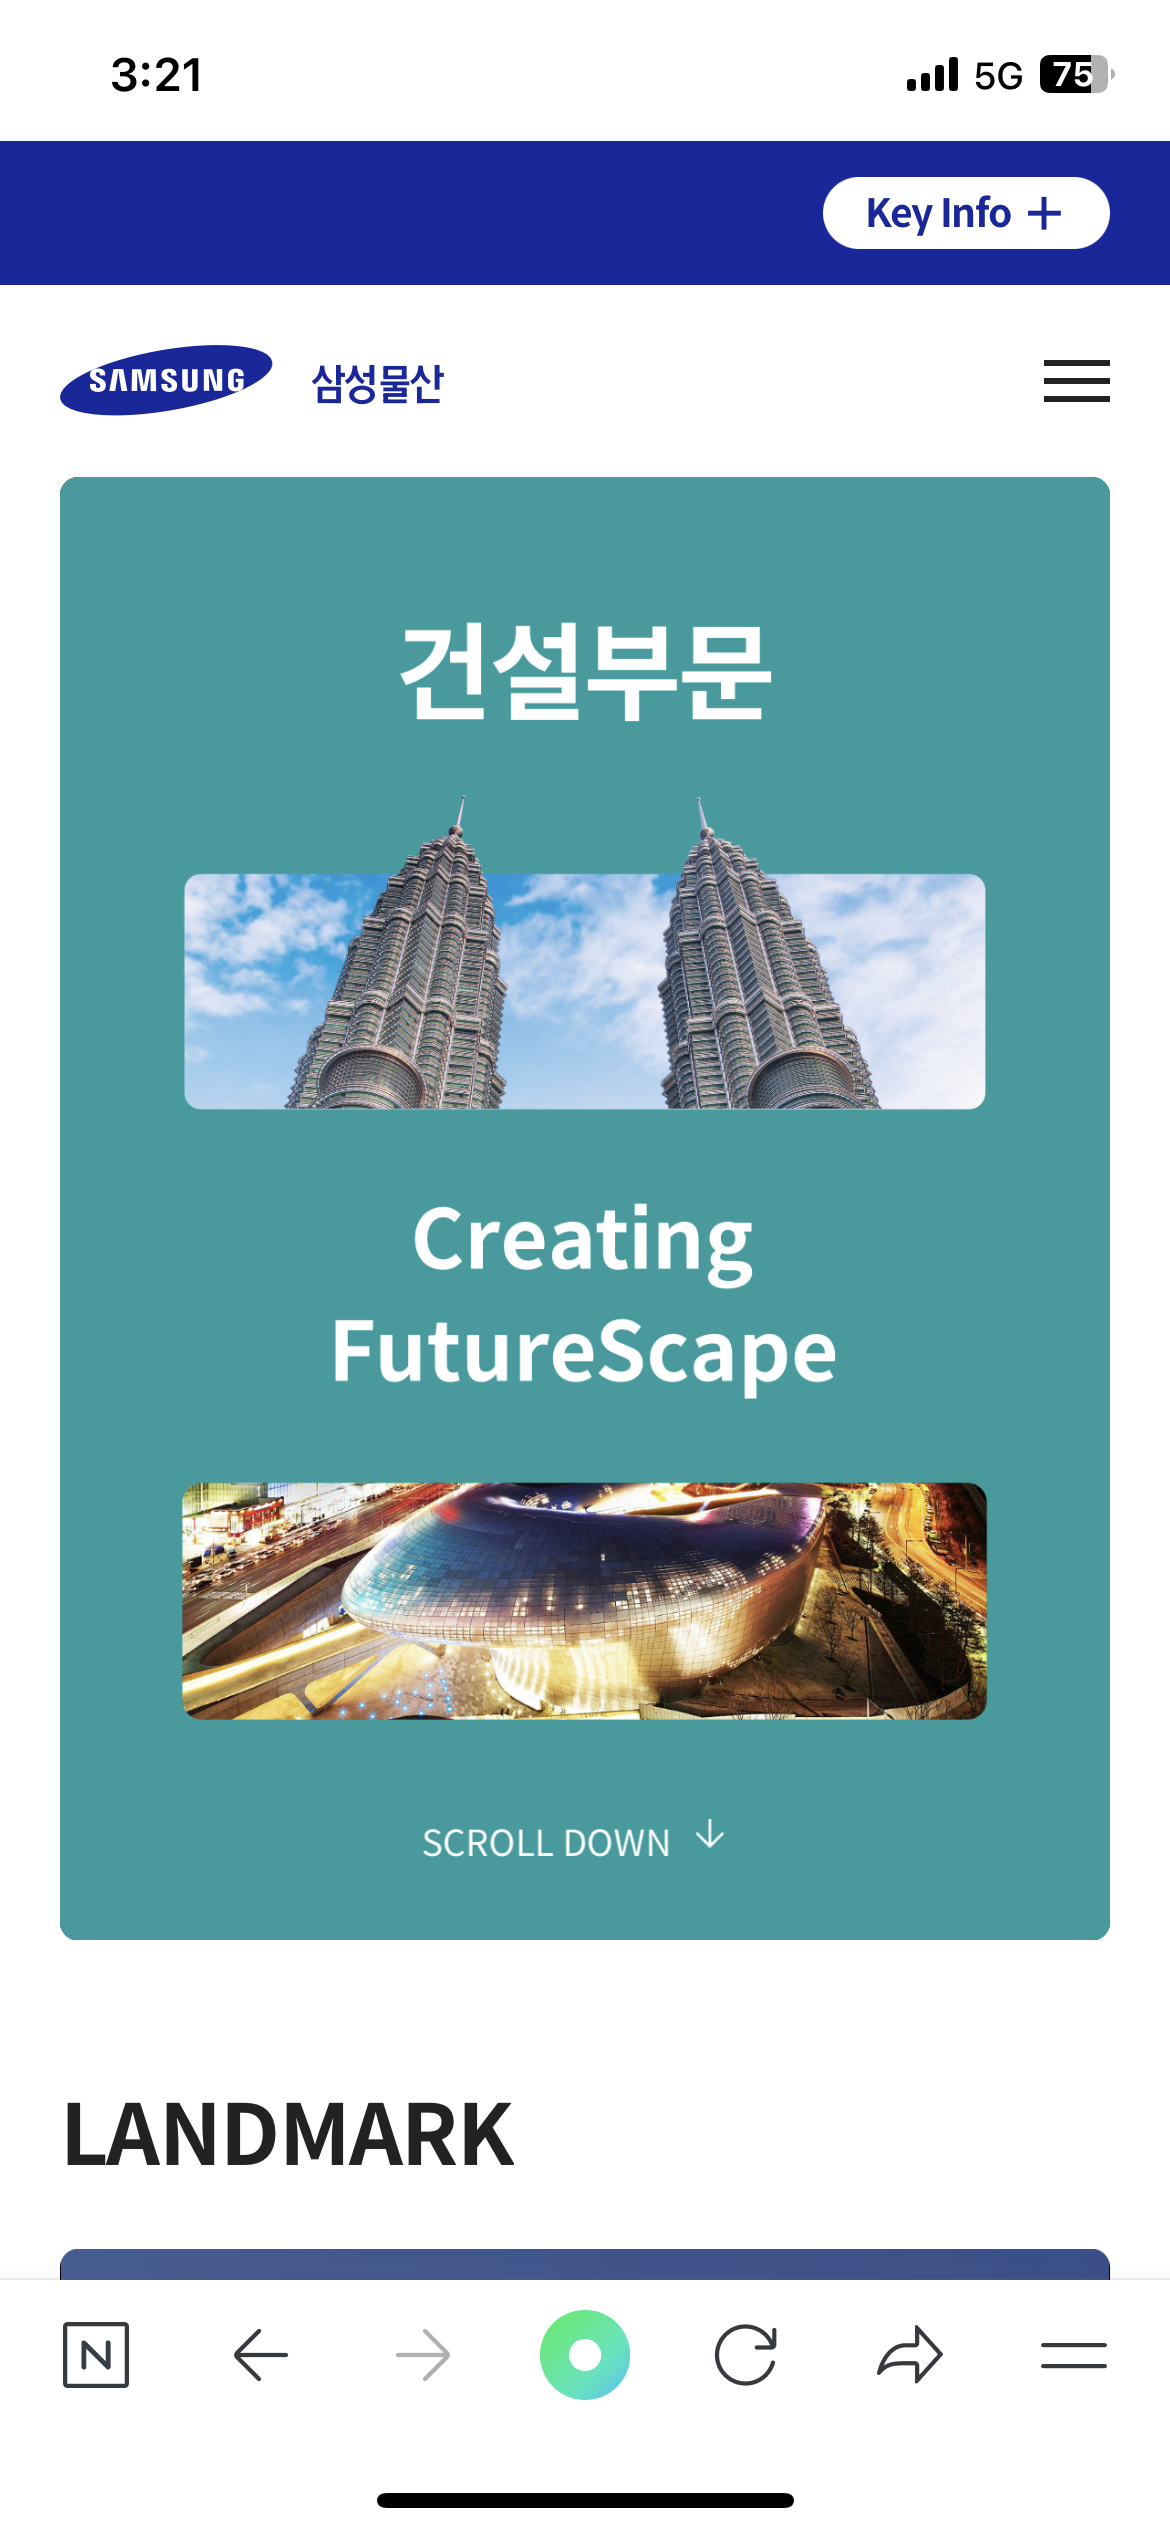 3:21
5G
75
Key Info +
SAMSUNG 삼성물산
건설부문
Creating
FutureScape
SCROLL DOWN ↓
LANDMARK
N